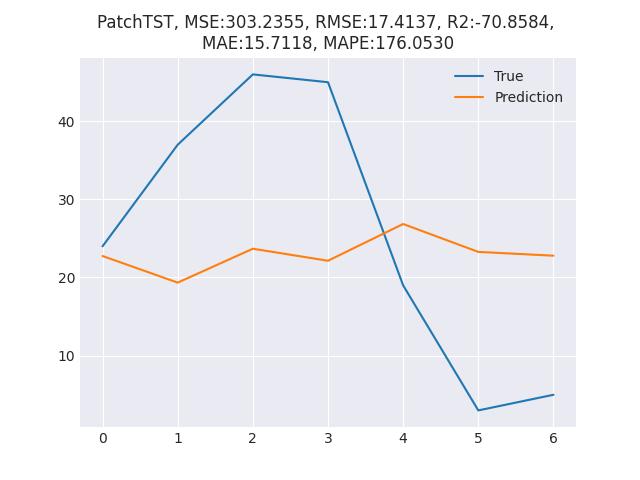 PatchTST, MSE:303.2355, RMSE:17.4137, R2:-70.8584,
MAE:15.7118, MAPE:176.0530
True
Prediction
40
30
20
10
0 1 2 3 4 5 6